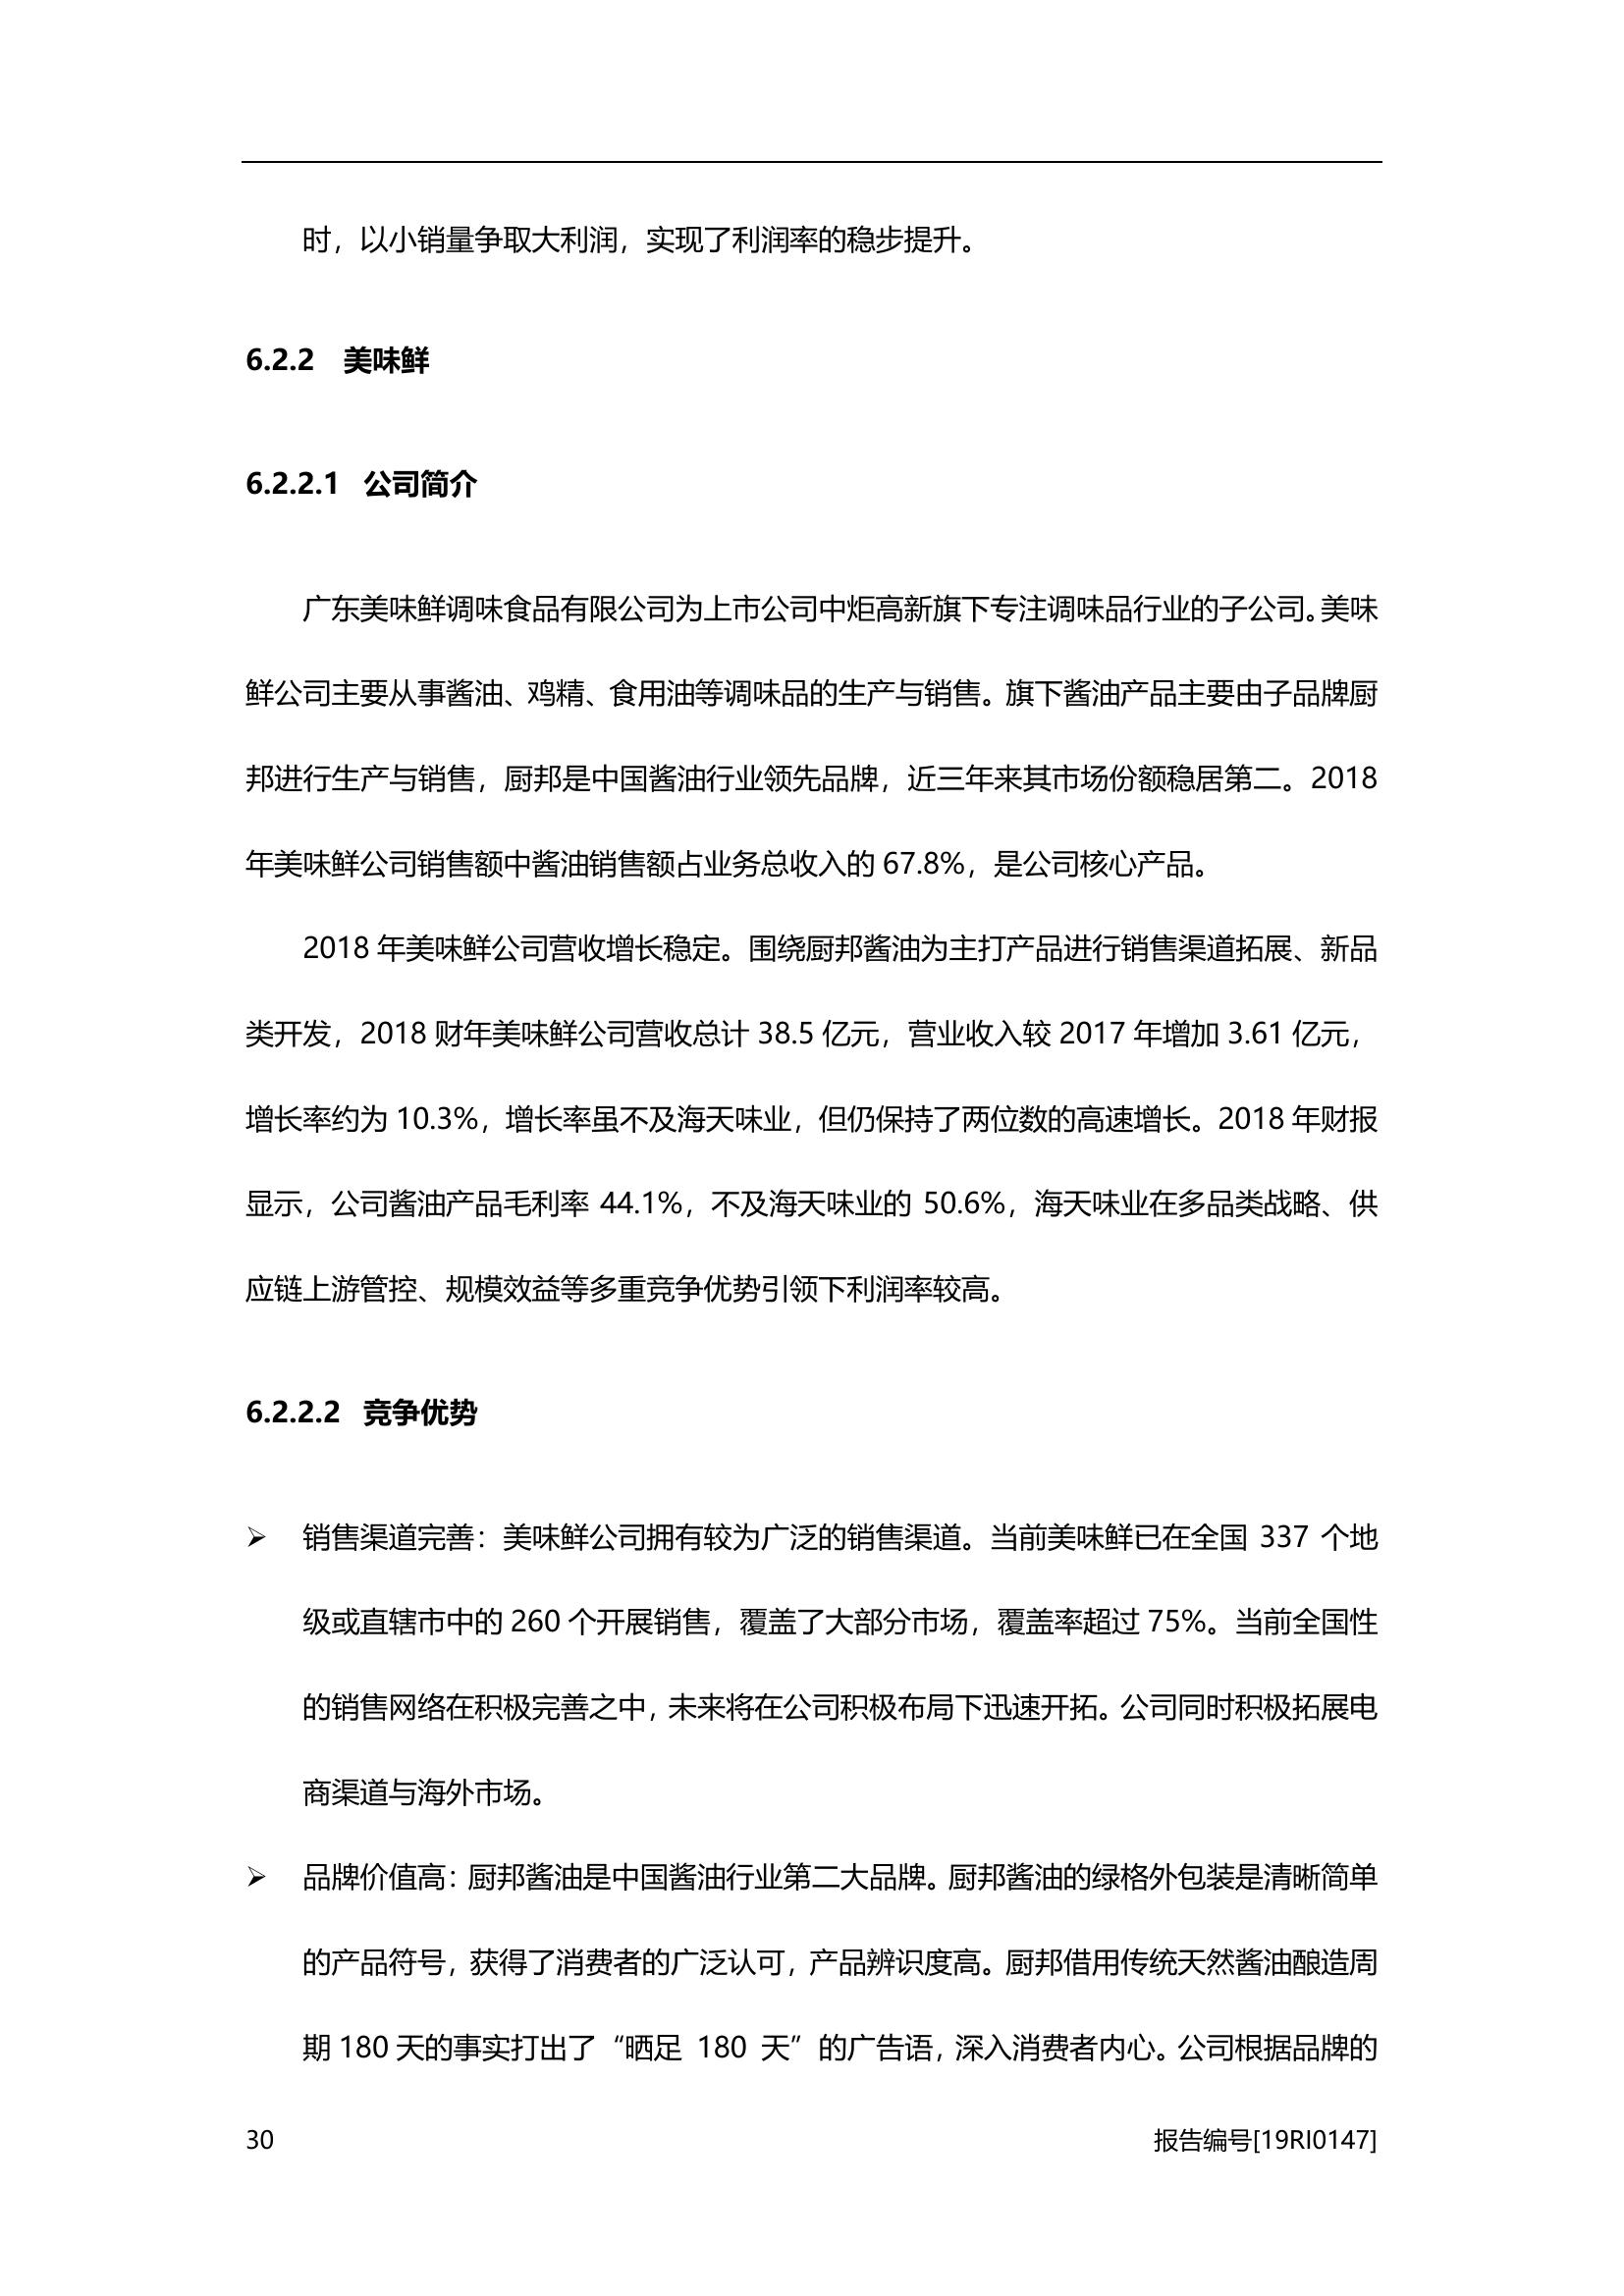 时，以小销量争取大利润，实现了利润率的稳步提升。
6.2.2 美味鲜
6.2.2.1 公司简介
广东美味鲜调味食品有限公司为上市公司中炬高新旗下专注调味品行业的子公司。美味
鲜公司主要从事酱油、鸡精、食用油等调味品的生产与销售。旗下酱油产品主要由子品牌厨
邦进行生产与销售，厨邦是中国酱油行业领先品牌，近三年来其市场份额稳居第二。2018
年美味鲜公司销售额中酱油销售额占业务总收入的 67.8%，是公司核心产品。
2018 年美味鲜公司营收增长稳定。围绕厨邦酱油为主打产品进行销售渠道拓展、新品
类开发，2018 财年美味鲜公司营收总计 38.5 亿元，营业收入较 2017 年增加 3.61 亿元，
增长率约为 10.3%，增长率虽不及海天味业，但仍保持了两位数的高速增长。2018 年财报
显示，公司酱油产品毛利率 44.1%，不及海天味业的 50.6%，海天味业在多品类战略、供
应链上游管控、规模效益等多重竞争优势引领下利润率较高。
6.2.2.2 竞争优势
➢ 销售渠道完善：美味鲜公司拥有较为广泛的销售渠道。当前美味鲜已在全国 337 个地
级或直辖市中的 260 个开展销售，覆盖了大部分市场，覆盖率超过 75%。当前全国性
的销售网络在积极完善之中，未来将在公司积极布局下迅速开拓。公司同时积极拓展电
商渠道与海外市场。
➢ 品牌价值高：厨邦酱油是中国酱油行业第二大品牌。厨邦酱油的绿格外包装是清晰简单
的产品符号，获得了消费者的广泛认可，产品辨识度高。厨邦借用传统天然酱油酿造周
期 180 天的事实打出了“晒足 180 天”的广告语，深入消费者内心。公司根据品牌的
30 报告编号[19RI0147]